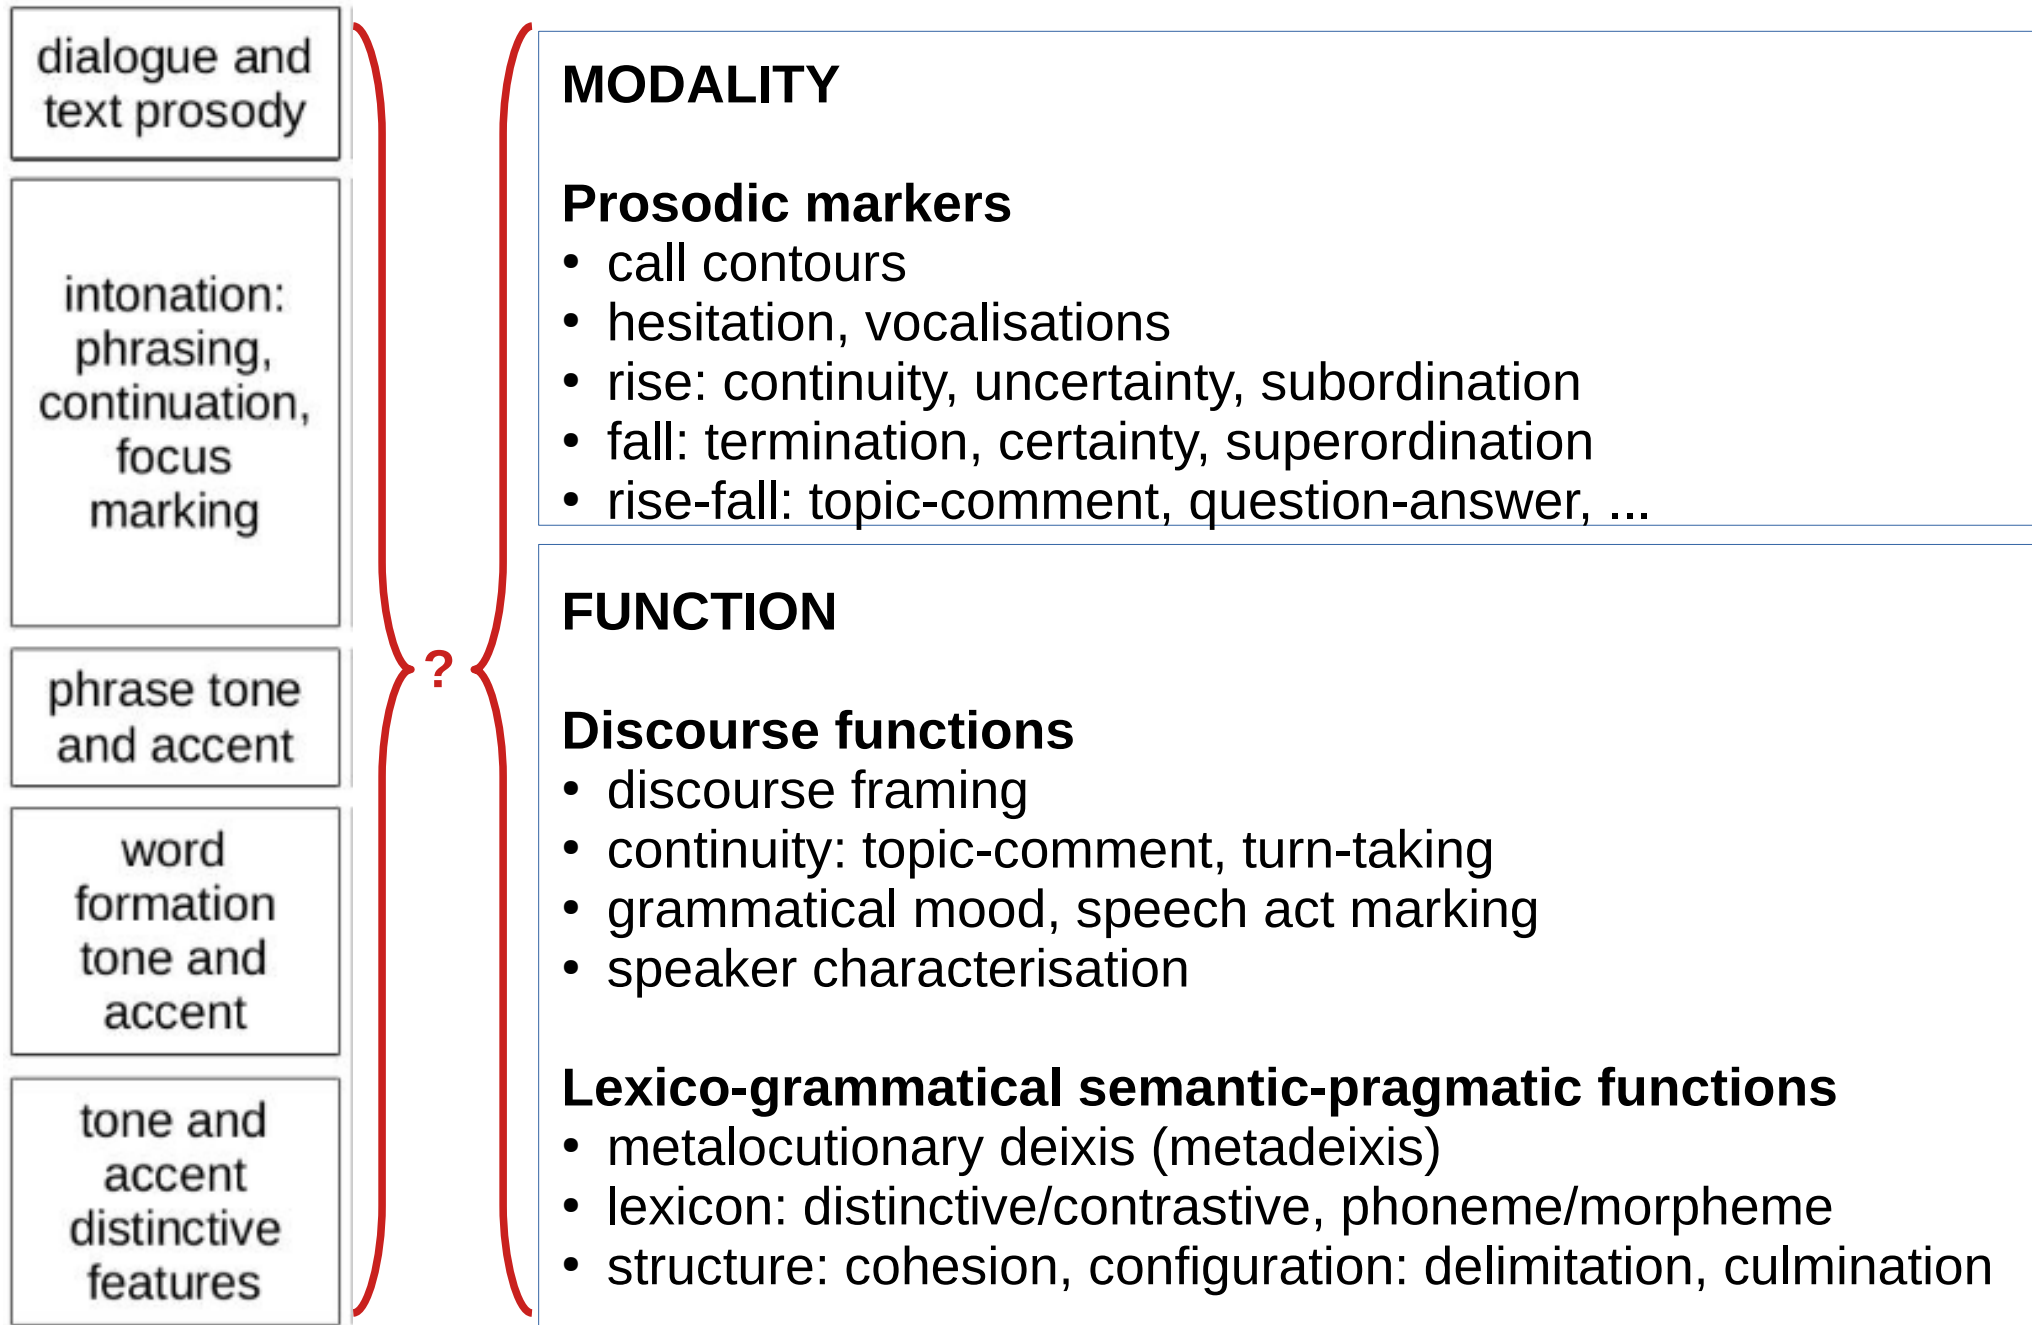 dialogue and
text prosody
intonation:
phrasing,
continuation,
focus
marking
phrase tone
and accent
word
formation
tone and
accent
tone and
accent
distinctive
features
?
MODALITY
Prosodic markers
• call contours
• hesitation, vocalisations
• rise: continuity, uncertainty, subordination
• fall: termination, certainty, superordination
• rise-fall: topic-comment, question-answer, ...
FUNCTION
Discourse functions
• discourse framing
• continuity: topic-comment, turn-taking
• grammatical mood, speech act marking
• speaker characterisation
Lexico-grammatical semantic-pragmatic functions
• metalocutionary deixis (metadeixis)
• lexicon: distinctive/contrastive, phoneme/morpheme
• structure: cohesion, configuration: delimitation, culmination